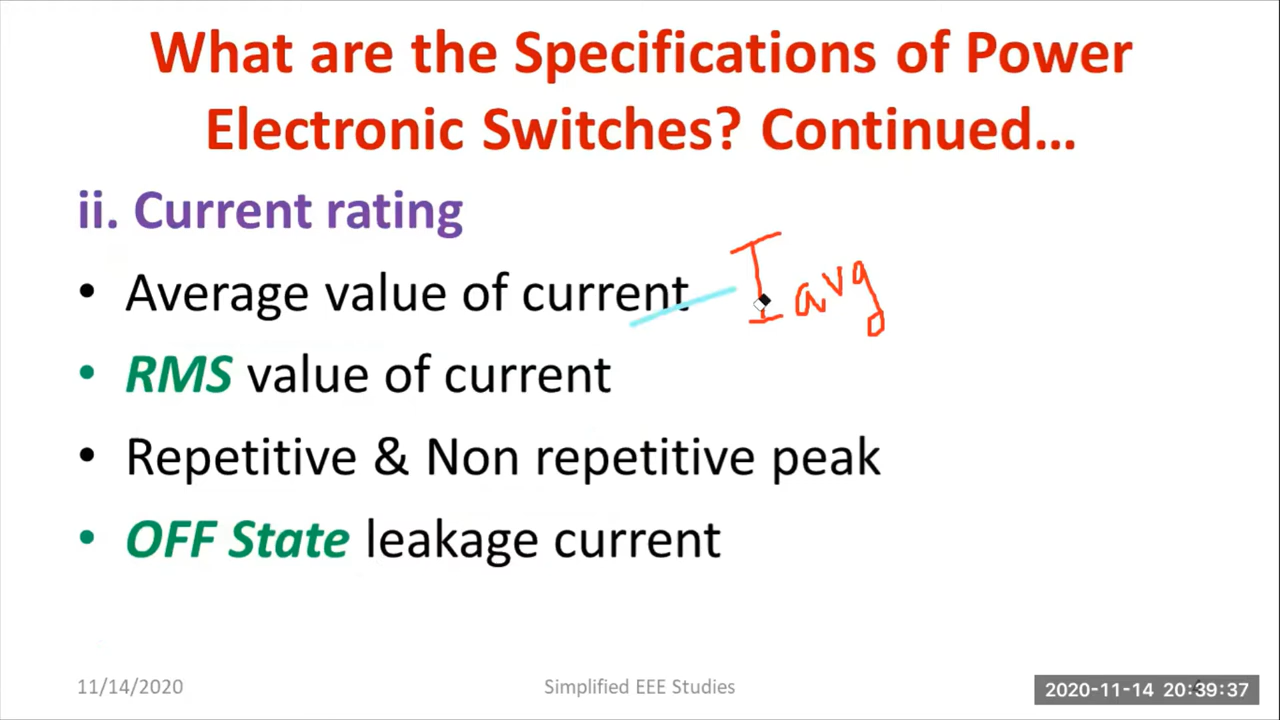 What are the Specifications of Power
Electronic Switches? Continued...
ii. Current rating
• Average value of current I avg
• RMS value of current
• Repetitive & Non repetitive peak
• OFF State leakage current
11/14/2020 Simplified EEE Studies 2020-11-14 20:39:37